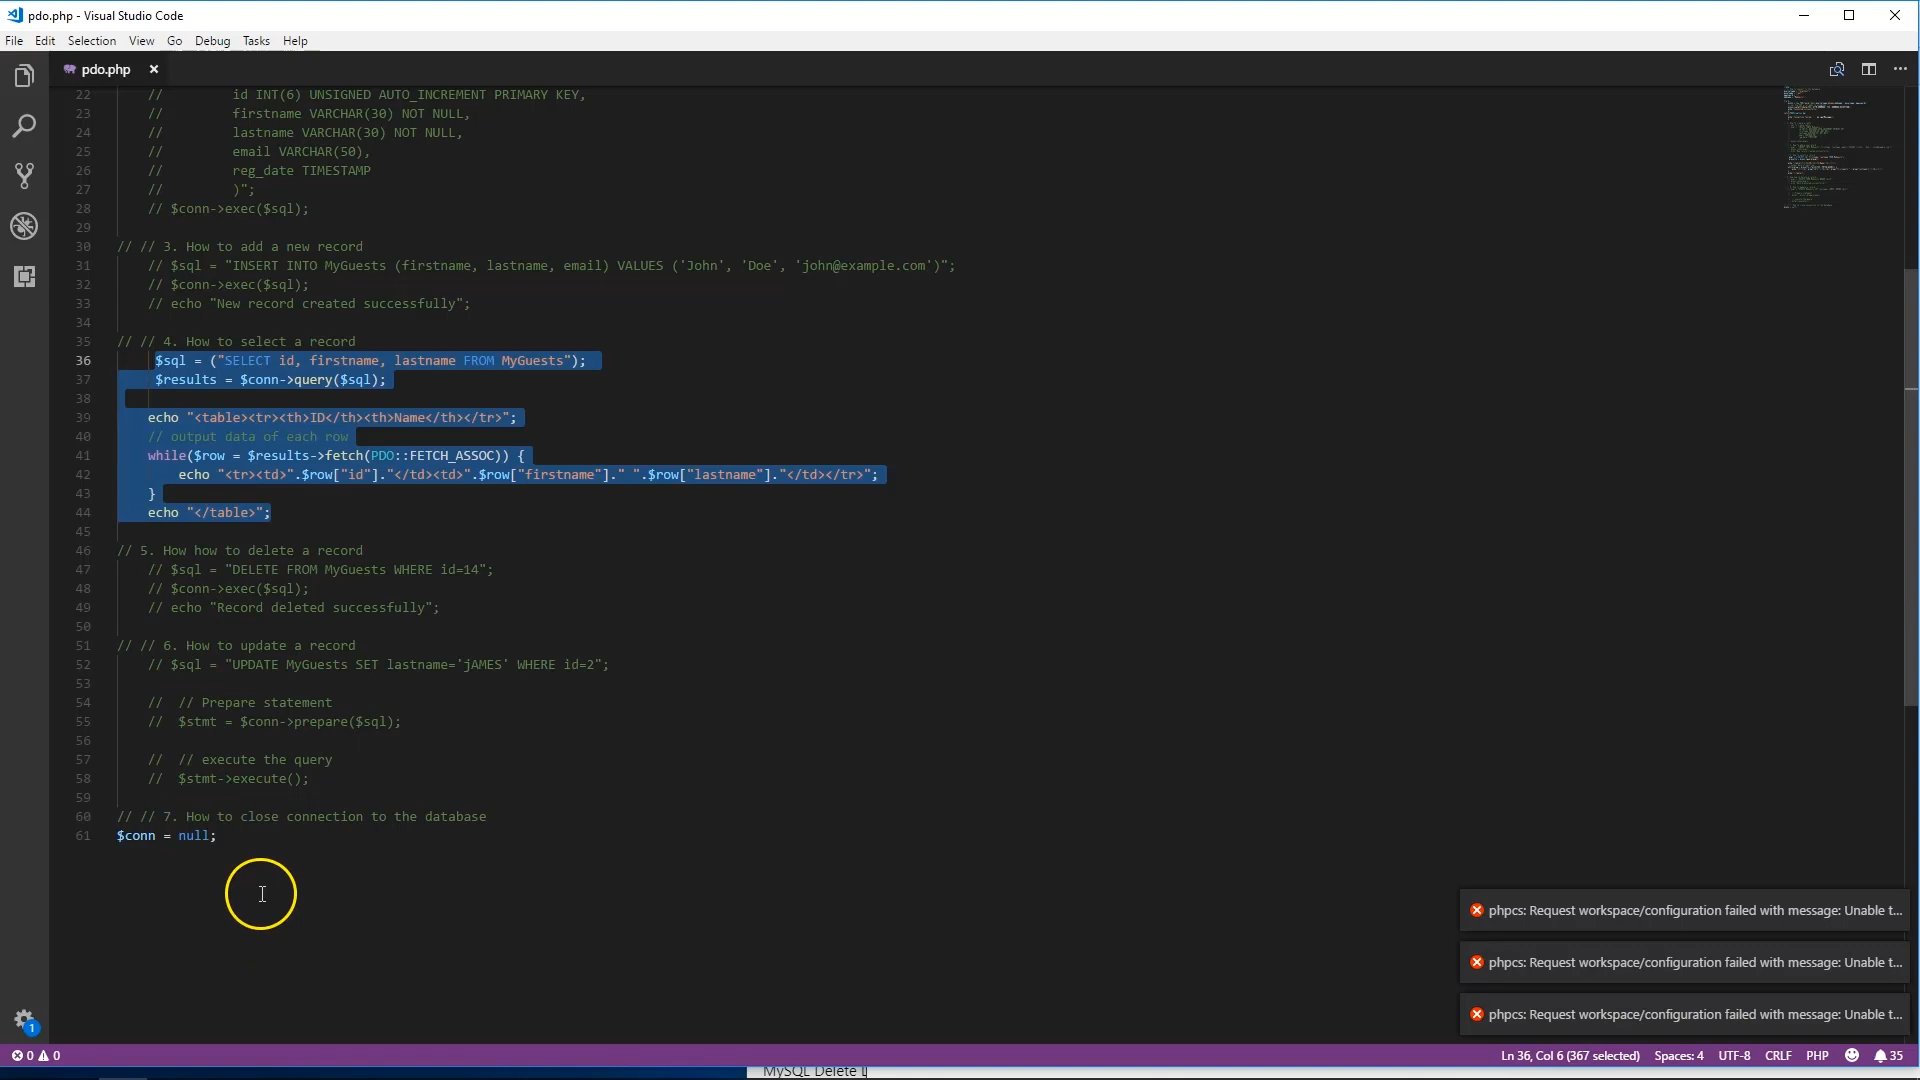 pdo.php - Visual Studio Code
File Edit Selection View Go Debug Tasks Help
pdo.php
22 // id INT(6) UNSIGNED AUTO_INCREMENT PRIMARY KEY,
23 // firstname VARCHAR(30) NOT NULL,
24 // lastname VARCHAR(30) NOT NULL,
25 // email VARCHAR(50),
26 // reg_date TIMESTAMP
27 // )";
28 // $conn->exec($sql);
29
30 // // 3. How to add a new record
31 // $sql = "INSERT INTO MyGuests (firstname, lastname, email) VALUES ('John', 'Doe', 'john@example.com')";
32 // $conn->exec($sql);
33 // echo "New record created successfully";
34
35 // // 4. How to select a record
36 $sql = ("SELECT id, firstname, lastname FROM MyGuests");
37 $results = $conn->query($sql);
38
39 echo "<table><tr><th>ID</th><th>Name</th></tr>";
40 // output data of each row
41 while($row = $results->fetch(PDO::FETCH_ASSOC)) {
42 echo "<tr><td>".$row["id"]."</td><td>".$row["firstname"]." ".$row["lastname"]."</td></tr>";
43 }
44 echo "</table>";
45
46 // 5. How how to delete a record
47 // $sql = "DELETE FROM MyGuests WHERE id=14";
48 // $conn->exec($sql);
49 // echo "Record deleted successfully";
50
51 // // 6. How to update a record
52 // $sql = "UPDATE MyGuests SET lastname='jAMES' WHERE id=2";
53
54 // // Prepare statement
55 // $stmt = $conn->prepare($sql);
56
57 // // execute the query
58 // $stmt->execute();
59
60 // // 7. How to close connection to the database
61 $conn = null;
phpcs: Request workspace/configuration failed with message: Unable t...
phpcs: Request workspace/configuration failed with message: Unable t...
phpcs: Request workspace/configuration failed with message: Unable t...
1
0 0 Ln 36, Col 6 (367 selected) Spaces: 4 UTF-8 CRLF PHP 35
MySQL Delete